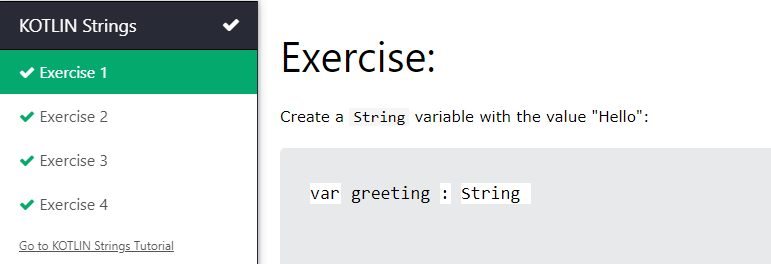 KOTLIN Strings
Exercise 1
Exercise 2
Exercise 3
Exercise 4
Go to KOTLIN Strings Tutorial
Exercise:
Create a String variable with the value "Hello":
var greeting : String